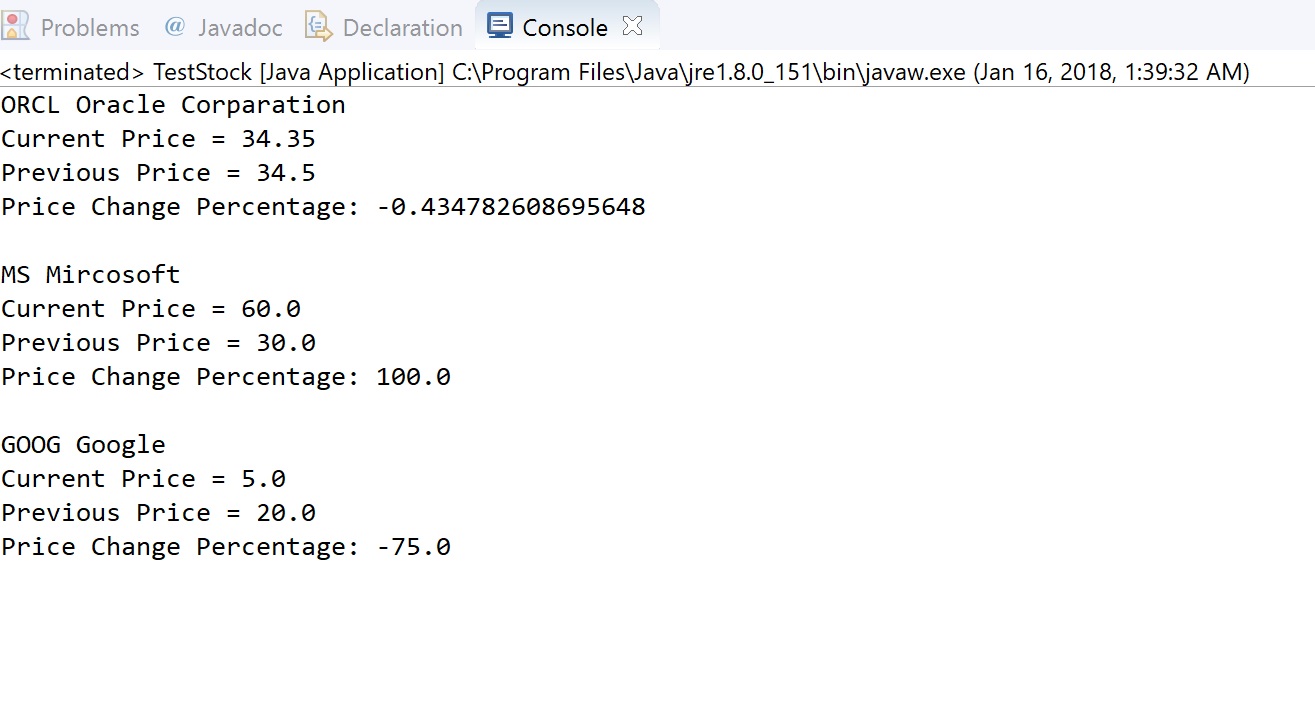 Problems @ Javadoc Declaration Console
<terminated> TestStock [Java Application] C:\Program Files\Java\jre1.8.0_151\bin\javaw.exe (Jan 16, 2018, 1:39:32 AM)
ORCL Oracle Corparation
Current Price = 34.35
Previous Price = 34.5
Price Change Percentage: -0.434782608695648
MS Mircosoft
Current Price = 60.0
Previous Price = 30.0
Price Change Percentage: 100.0
GOOG Google
Current Price = 5.0
Previous Price = 20.0
Price Change Percentage: -75.0